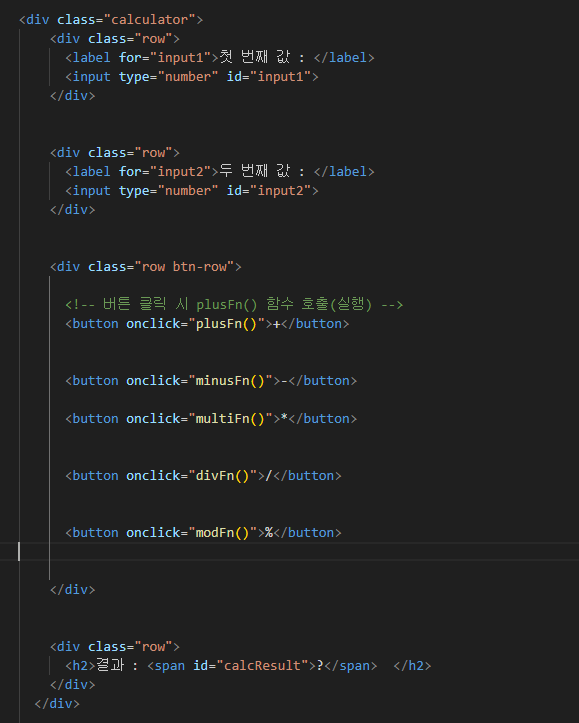 <div class="calculator">
<div class="row">
<label for="input1">첫 번째 값 : </label>
<input type="number" id="input1">
</div>
<div class="row">
<label for="input2">두 번째 값 : </label>
<input type="number" id="input2">
</div>
<div class="row btn-row">
<!-- 버튼 클릭 시 plusFn() 함수 호출(실행) -->
<button onclick="plusFn()">+</button>
<button onclick="minusFn()">-</button>
<button onclick="multiFn()">*</button>
<button onclick="divFn()">/</button>
<button onclick="modFn()">%</button>
</div>
<div class="row">
<h2>결과 : <span id="calcResult">?</span>  </h2>
</div>
</div>